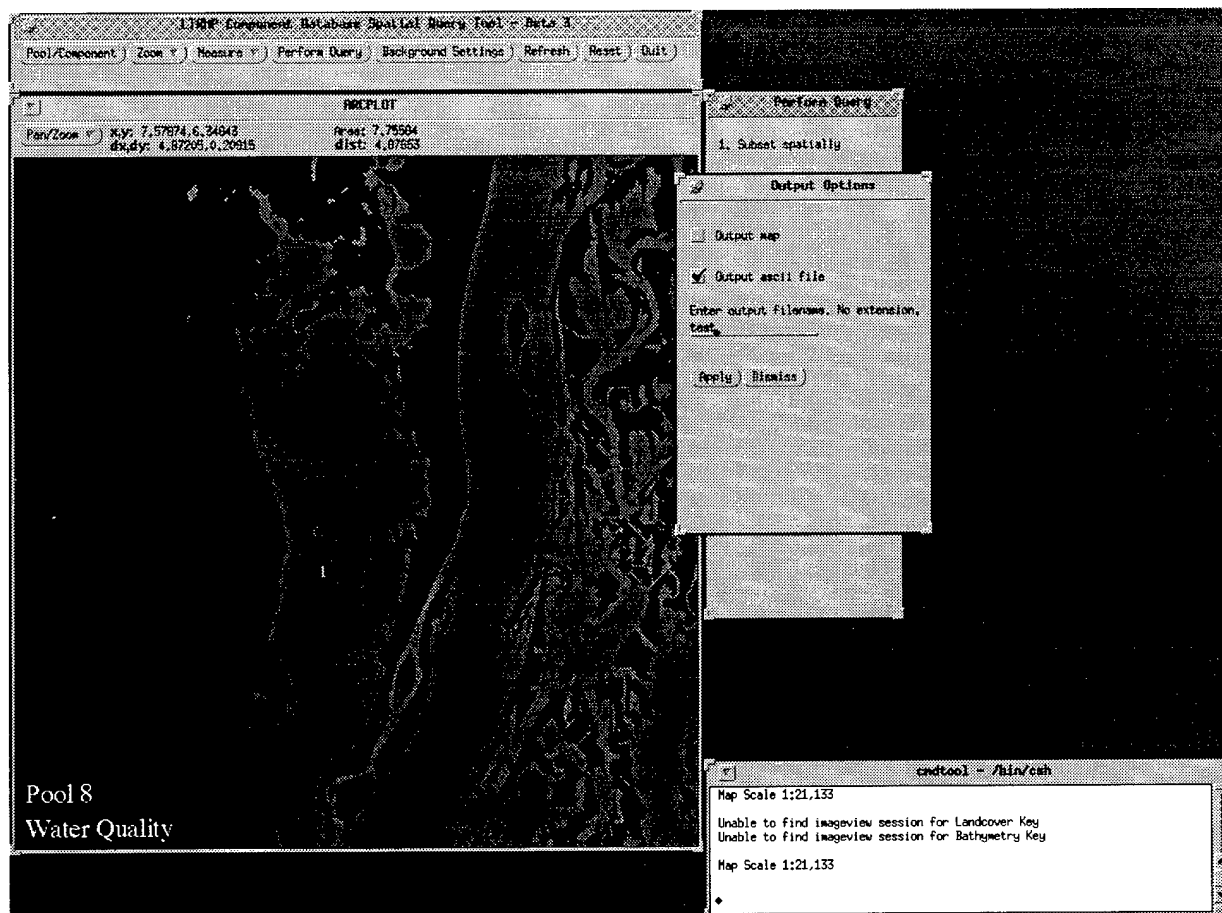 LTRMP Component Database Spatial Query Tool - Beta 3
Pool/Component Zoom Measure Perform Query Background Settings Refresh Reset Quit
ARCPLOT
Pan/Zoom x,y: 7.57874,6.34843 Area: 7.75584
dx,dy: 4.87205,0.20915 dist: 4.87653
Perform Query
1. Subset spatially
Output Options
Output map
Output ascii file
Enter output filename. No extension.
test
Apply Dismiss
1
Pool 8
Water Quality
cmdtool - /bin/csh
Map Scale 1:21,133
Unable to find imageview session for Landcover Key
Unable to find imageview session for Bathymetry Key
Map Scale 1:21,133